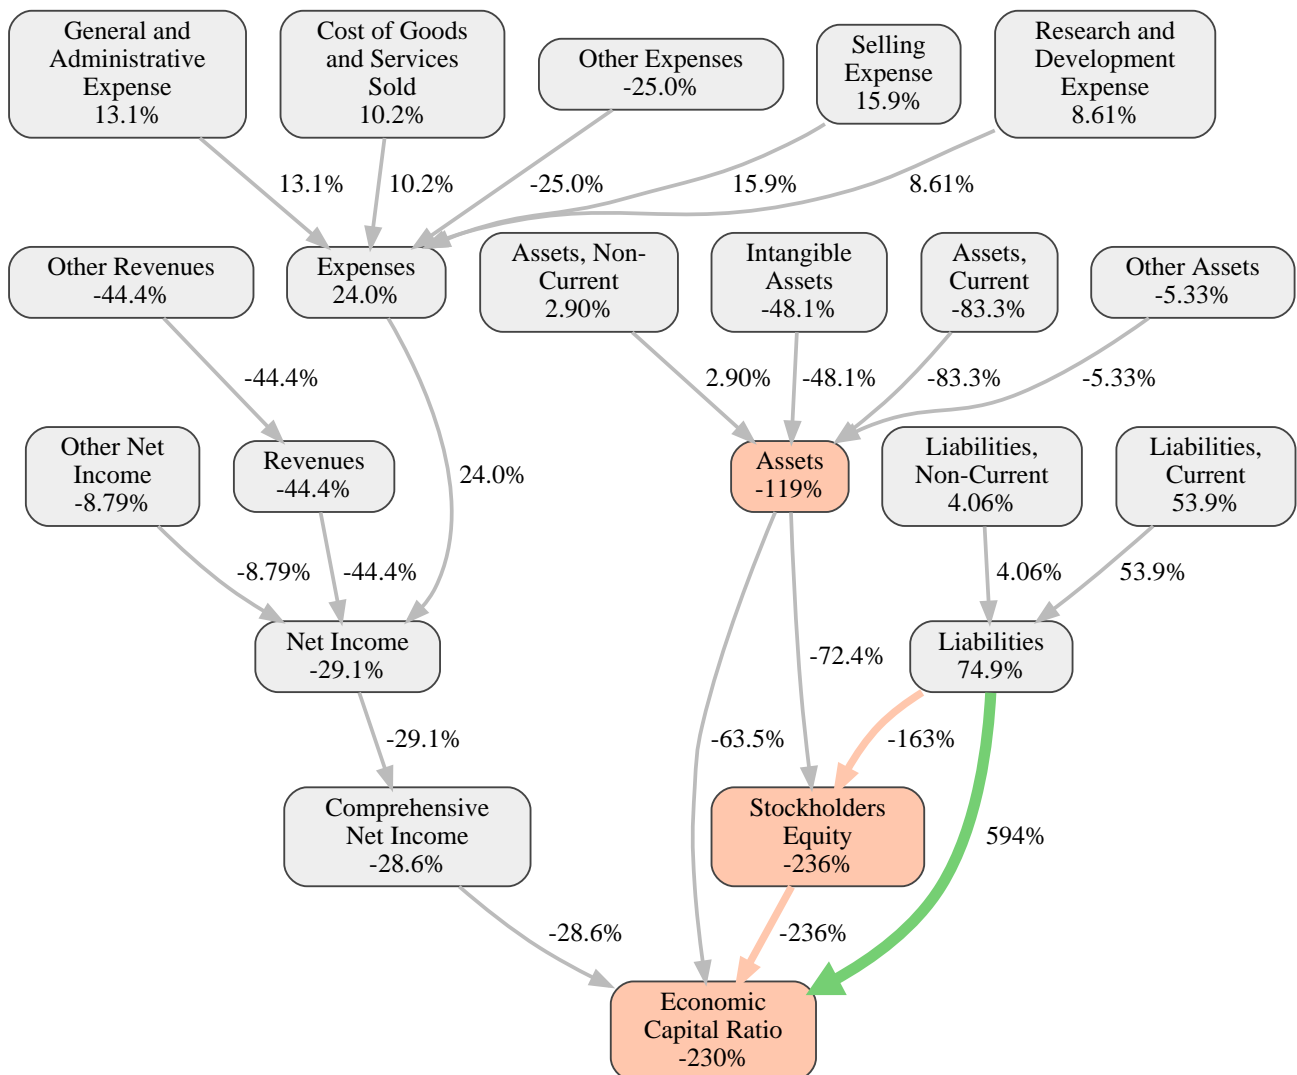 General and
Administrative
Expense
13.1%
Cost of Goods
and Services
Sold
10.2%
Other Expenses
-25.0%
Selling
Expense
15.9%
Research and
Development
Expense
8.61%
13.1%
10.2%
-25.0%
15.9%
8.61%
Other Revenues
-44.4%
Expenses
24.0%
Assets, Non-
Current
2.90%
Intangible
Assets
-48.1%
Assets,
Current
-83.3%
Other Assets
-5.33%
-44.4%
2.90%
-48.1%
-83.3%
-5.33%
Other Net
Income
-8.79%
Revenues
-44.4%
24.0%
Assets
-119%
Liabilities,
Non-Current
4.06%
Liabilities,
Current
53.9%
-8.79%
-44.4%
4.06%
53.9%
Net Income
-29.1%
-72.4%
Liabilities
74.9%
-29.1%
-63.5%
-163%
Comprehensive
Net Income
-28.6%
Stockholders
Equity
-236%
594%
-28.6%
-236%
Economic
Capital Ratio
-230%